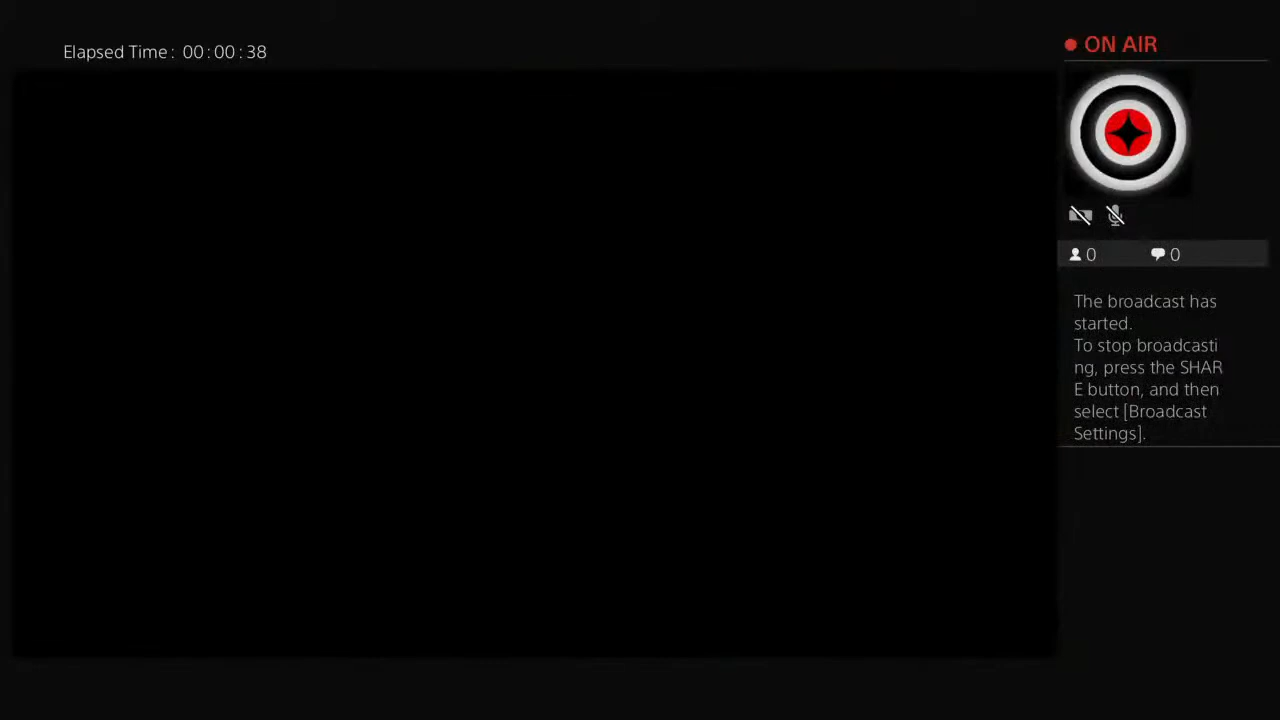 Elapsed Time: 00:00:38
ON AIR
0 0
The broadcast has
started.
To stop broadcasti
ng, press the SHAR
E button, and then
select [Broadcast
Settings].